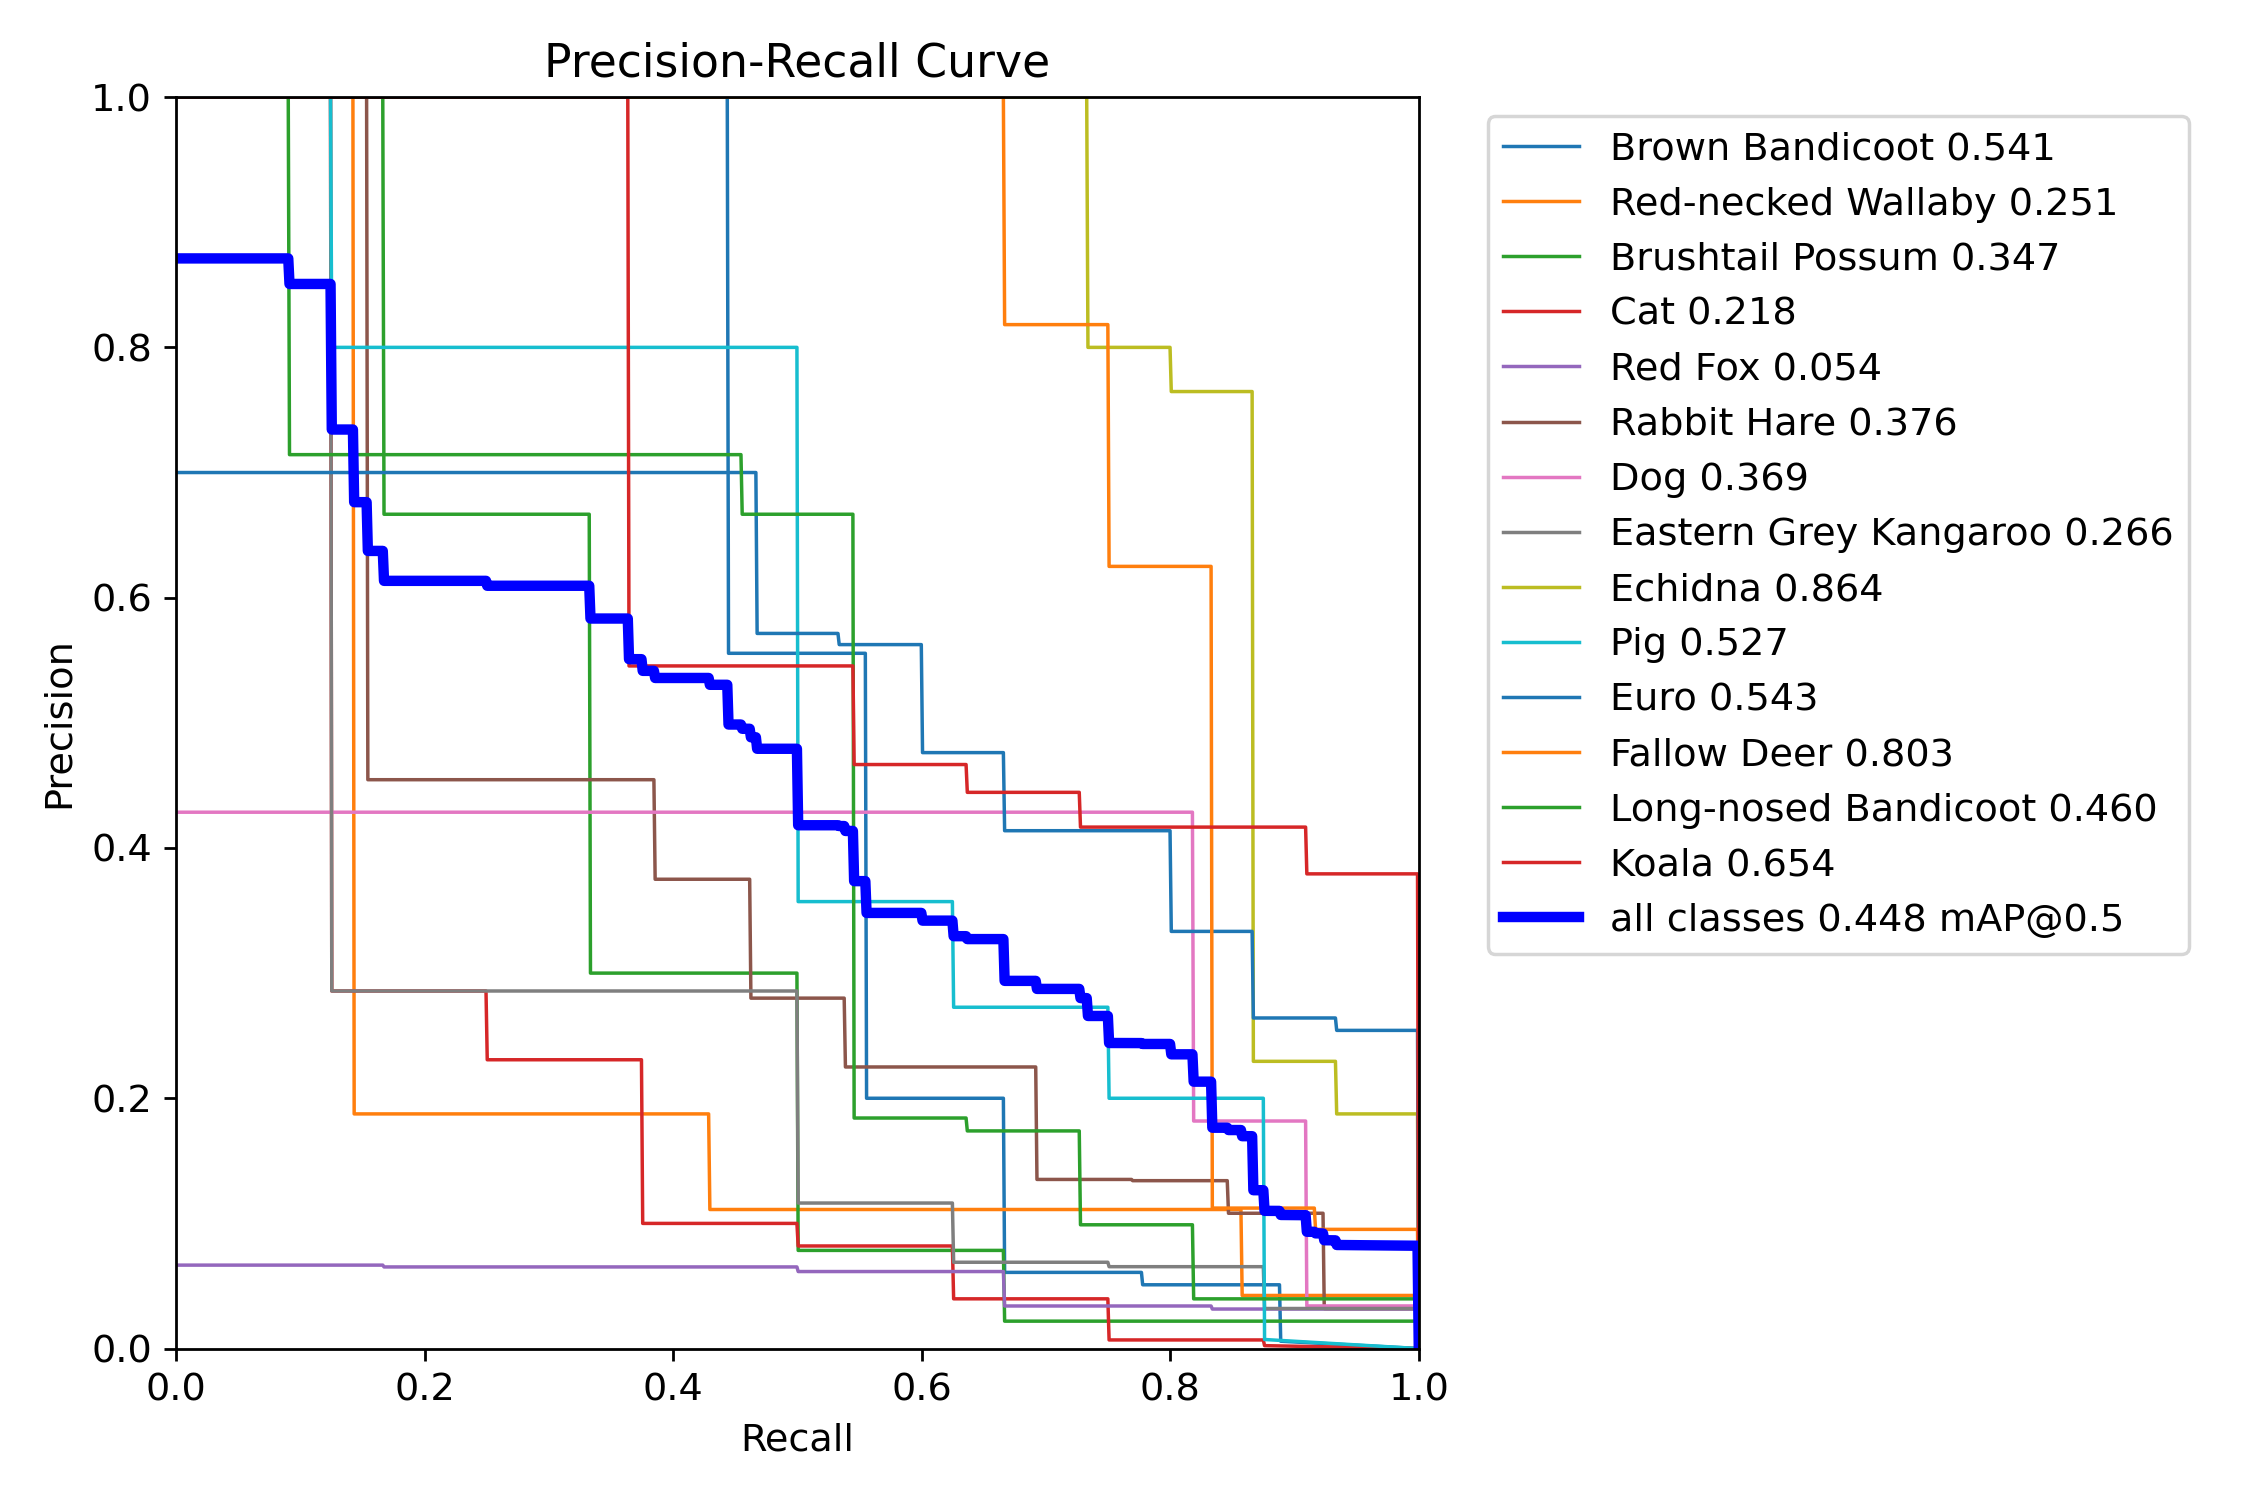 Precision-Recall Curve
1.0
0.8
0.6
0.4
0.2
0.0
Precision
0.0 0.2 0.4 0.6 0.8 1.0
Recall
Brown Bandicoot 0.541
Red-necked Wallaby 0.251
Brushtail Possum 0.347
Cat 0.218
Red Fox 0.054
Rabbit Hare 0.376
Dog 0.369
Eastern Grey Kangaroo 0.266
Echidna 0.864
Pig 0.527
Euro 0.543
Fallow Deer 0.803
Long-nosed Bandicoot 0.460
Koala 0.654
all classes 0.448 mAP@0.5